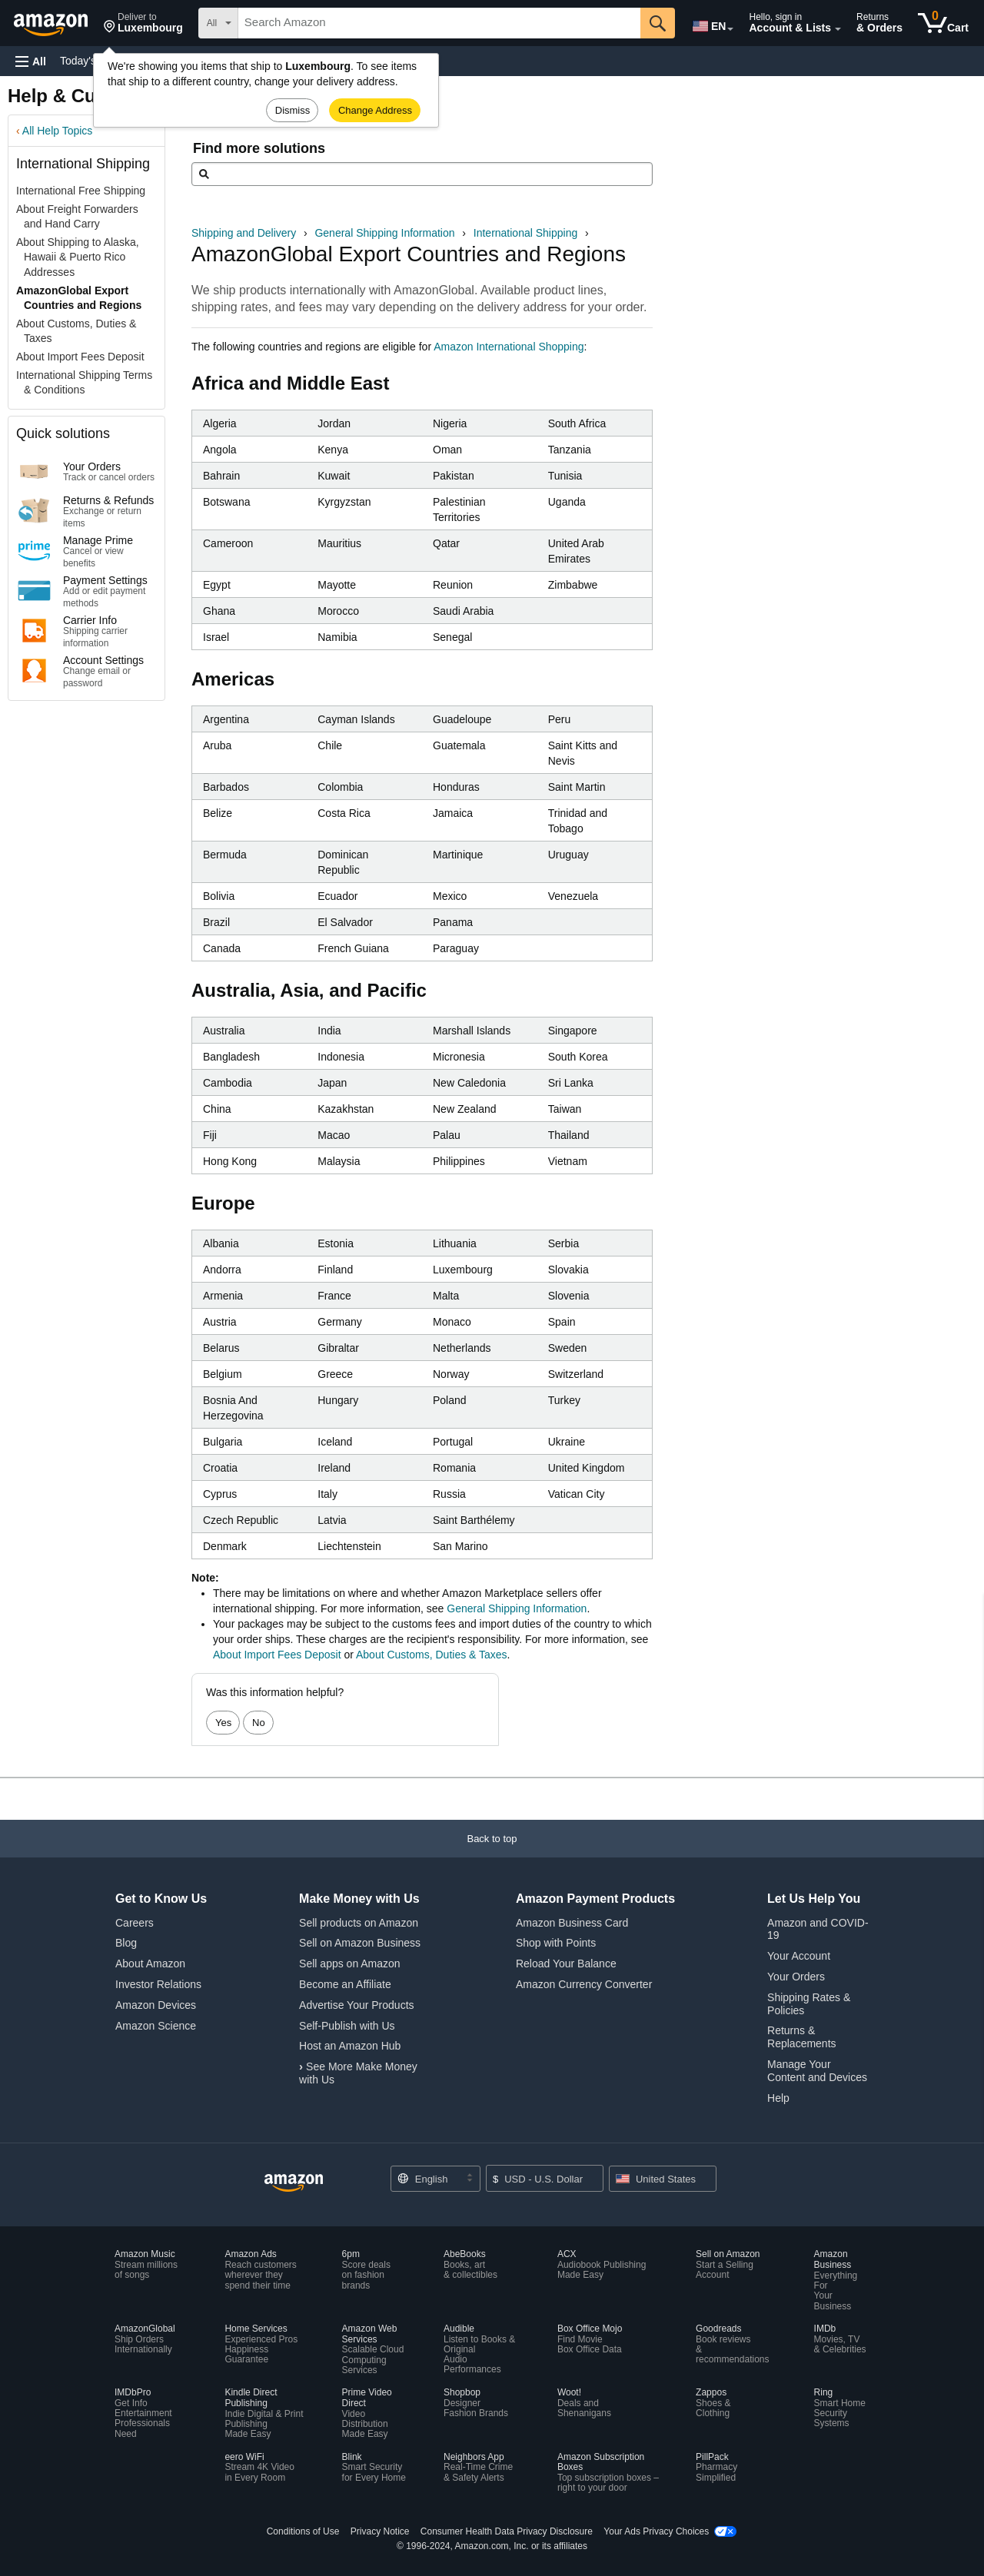 amazon
Deliver to
Luxembourg
All
Search Amazon
EN
Hello, sign in
Account & Lists
Returns
& Orders
0
Cart
All
Today's
We're showing you items that ship to Luxembourg. To see items
that ship to a different country, change your delivery address.
Dismiss
Change Address
Help & Cu
‹ All Help Topics
International Shipping
International Free Shipping
About Freight Forwarders
and Hand Carry
About Shipping to Alaska,
Hawaii & Puerto Rico
Addresses
AmazonGlobal Export
Countries and Regions
About Customs, Duties &
Taxes
About Import Fees Deposit
International Shipping Terms
& Conditions
Quick solutions
Your Orders
Track or cancel orders
Returns & Refunds
Exchange or return
items
prime
Manage Prime
Cancel or view
benefits
Payment Settings
Add or edit payment
methods
Carrier Info
Shipping carrier
information
Account Settings
Change email or
password
Find more solutions
Shipping and Delivery › General Shipping Information › International Shipping ›
AmazonGlobal Export Countries and Regions
We ship products internationally with AmazonGlobal. Available product lines,
shipping rates, and fees may vary depending on the delivery address for your order.
The following countries and regions are eligible for Amazon International Shopping:
Africa and Middle East
Algeria Jordan Nigeria South Africa
Angola Kenya Oman Tanzania
Bahrain Kuwait Pakistan Tunisia
Botswana Kyrgyzstan Palestinian Territories Uganda
Cameroon Mauritius Qatar United Arab Emirates
Egypt Mayotte Reunion Zimbabwe
Ghana Morocco Saudi Arabia
Israel Namibia Senegal
Americas
Argentina Cayman Islands Guadeloupe Peru
Aruba Chile Guatemala Saint Kitts and Nevis
Barbados Colombia Honduras Saint Martin
Belize Costa Rica Jamaica Trinidad and Tobago
Bermuda Dominican Republic Martinique Uruguay
Bolivia Ecuador Mexico Venezuela
Brazil El Salvador Panama
Canada French Guiana Paraguay
Australia, Asia, and Pacific
Australia India Marshall Islands Singapore
Bangladesh Indonesia Micronesia South Korea
Cambodia Japan New Caledonia Sri Lanka
China Kazakhstan New Zealand Taiwan
Fiji Macao Palau Thailand
Hong Kong Malaysia Philippines Vietnam
Europe
Albania Estonia Lithuania Serbia
Andorra Finland Luxembourg Slovakia
Armenia France Malta Slovenia
Austria Germany Monaco Spain
Belarus Gibraltar Netherlands Sweden
Belgium Greece Norway Switzerland
Bosnia And Herzegovina Hungary Poland Turkey
Bulgaria Iceland Portugal Ukraine
Croatia Ireland Romania United Kingdom
Cyprus Italy Russia Vatican City
Czech Republic Latvia Saint Barthélemy
Denmark Liechtenstein San Marino
Note:
• There may be limitations on where and whether Amazon Marketplace sellers offer
international shipping. For more information, see General Shipping Information.
• Your packages may be subject to the customs fees and import duties of the country to which
your order ships. These charges are the recipient's responsibility. For more information, see
About Import Fees Deposit or About Customs, Duties & Taxes.
Was this information helpful?
Yes No
Back to top
Get to Know Us
Careers
Blog
About Amazon
Investor Relations
Amazon Devices
Amazon Science
Make Money with Us
Sell products on Amazon
Sell on Amazon Business
Sell apps on Amazon
Become an Affiliate
Advertise Your Products
Self-Publish with Us
Host an Amazon Hub
› See More Make Money
with Us
Amazon Payment Products
Amazon Business Card
Shop with Points
Reload Your Balance
Amazon Currency Converter
Let Us Help You
Amazon and COVID-
19
Your Account
Your Orders
Shipping Rates &
Policies
Returns &
Replacements
Manage Your
Content and Devices
Help
amazon
English
$ USD - U.S. Dollar
United States
Amazon Music
Stream millions
of songs
Amazon Ads
Reach customers
wherever they
spend their time
6pm
Score deals
on fashion
brands
AbeBooks
Books, art
& collectibles
ACX
Audiobook Publishing
Made Easy
Sell on Amazon
Start a Selling
Account
Amazon
Business
Everything
For
Your
Business
AmazonGlobal
Ship Orders
Internationally
Home Services
Experienced Pros
Happiness
Guarantee
Amazon Web
Services
Scalable Cloud
Computing
Services
Audible
Listen to Books &
Original
Audio
Performances
Box Office Mojo
Find Movie
Box Office Data
Goodreads
Book reviews
&
recommendations
IMDb
Movies, TV
& Celebrities
IMDbPro
Get Info
Entertainment
Professionals
Need
Kindle Direct
Publishing
Indie Digital & Print
Publishing
Made Easy
Prime Video
Direct
Video
Distribution
Made Easy
Shopbop
Designer
Fashion Brands
Woot!
Deals and
Shenanigans
Zappos
Shoes &
Clothing
Ring
Smart Home
Security
Systems
eero WiFi
Stream 4K Video
in Every Room
Blink
Smart Security
for Every Home
Neighbors App
Real-Time Crime
& Safety Alerts
Amazon Subscription
Boxes
Top subscription boxes –
right to your door
PillPack
Pharmacy
Simplified
Conditions of Use Privacy Notice Consumer Health Data Privacy Disclosure Your Ads Privacy Choices
© 1996-2024, Amazon.com, Inc. or its affiliates